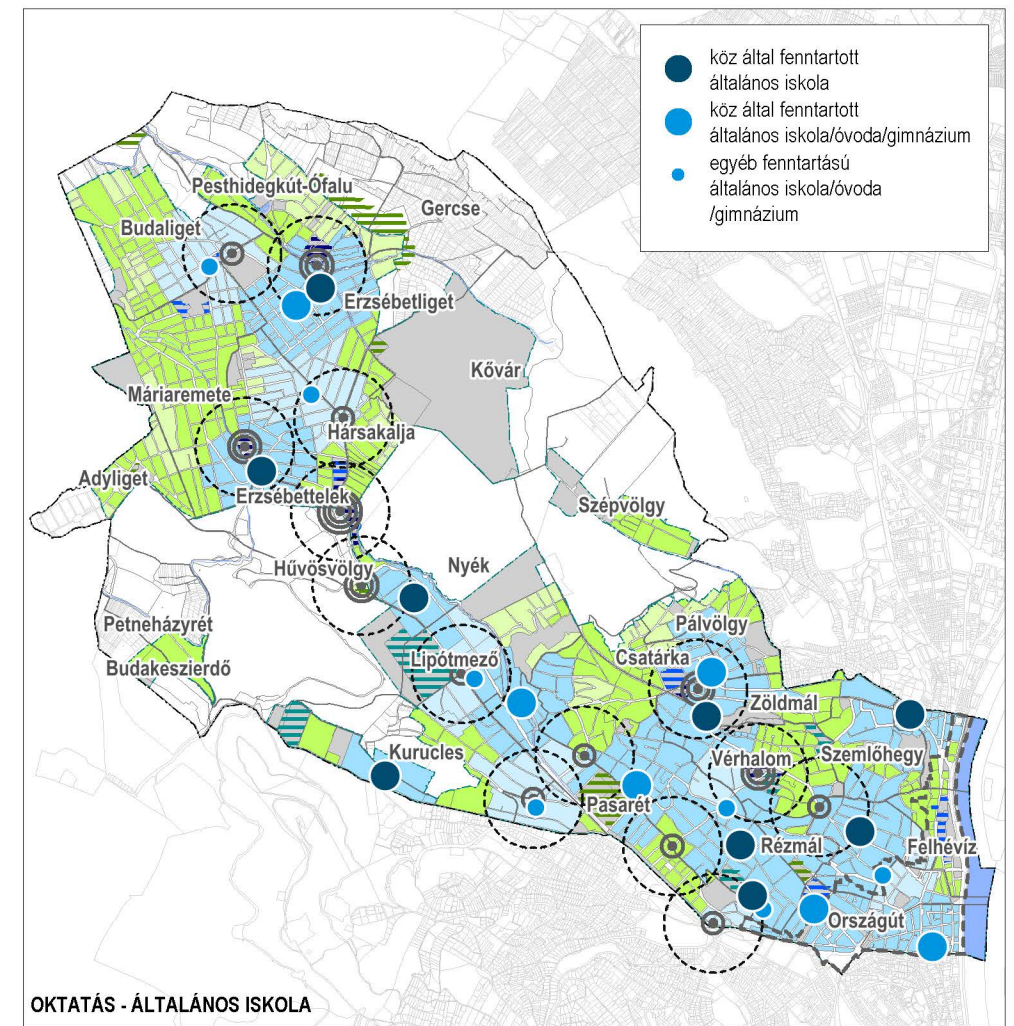 köz által fenntartott
általános iskola
köz által fenntartott
általános iskola/óvoda/gimnázium
egyéb fenntartású
általános iskola/óvoda
/gimnázium
Pesthidegkút-Ófalu
Gercse
Budaliget
Erzsébetliget
Kővár
Máriaremete
Hársakalja
Adyliget
Erzsébettelek
Szépvölgy
Hűvösvölgy
Nyék
Petneházyrét
Pálvölgy
Budakeszierdő
Lipótmező
Csatárka
Zöldmál
Kurucles
Vérhalom
Szemlőhegy
Pasarét
Rézmál
Felhévíz
Országút
OKTATÁS - ÁLTALÁNOS ISKOLA